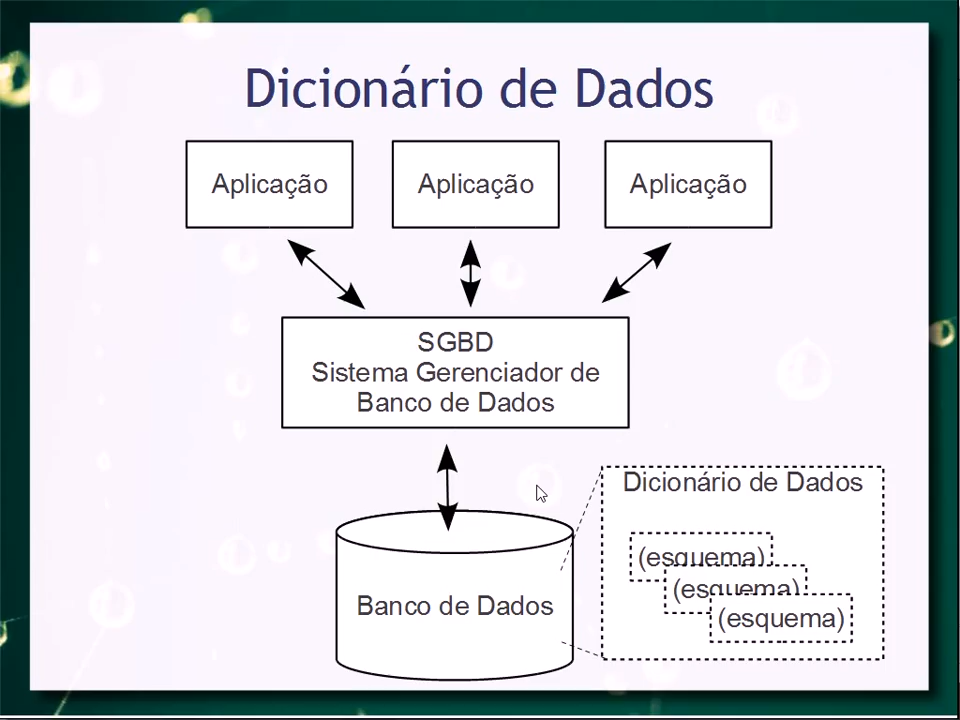 Dicionário de Dados
Aplicação
Aplicação
Aplicação
SGBD
Sistema Gerenciador de
Banco de Dados
Banco de Dados
Dicionário de Dados
(esquema)
(esquema)
(esquema)